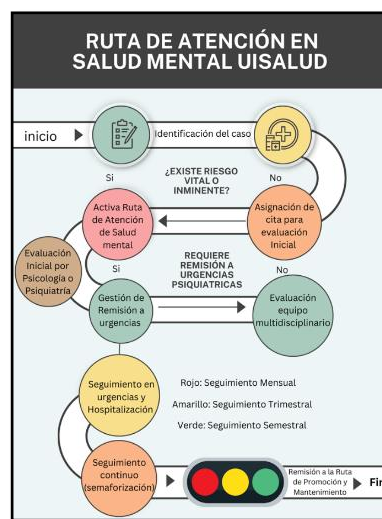 RUTA DE ATENCIÓN EN
SALUD MENTAL UISALUD
inicio
Identificación del caso
Si
¿EXISTE RIESGO
VITAL O
INMINENTE?
No
Activa Ruta
de Atención
de Salud
mental
Asignación de
cita para
evaluación
Inicial
Evaluación
Inicial por
Psicología o
Psiquiatría
Si
REQUIERE
REMISIÓN A
URGENCIAS
PSIQUIATRICAS
No
Gestión de
Remisión a
urgencias
Evaluación
equipo
multidisciplinario
Seguimiento en
urgencias y
Hospitalización
Rojo: Seguimiento Mensual
Amarillo: Seguimiento Trimestral
Verde: Seguimiento Semestral
Seguimiento
continuo
(semaforización)
Remisión a la Ruta
de Promoción y
Mantenimiento